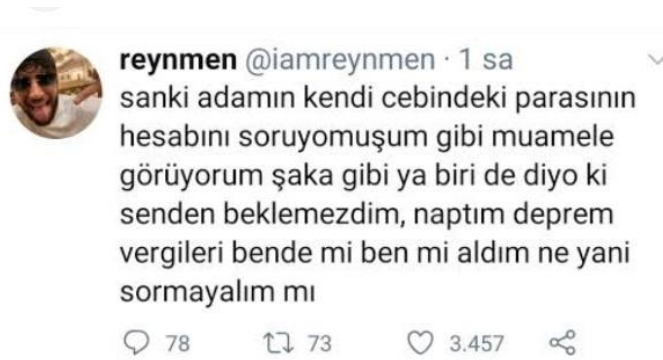 reynmen @iamreynmen · 1 sa
sanki adamın kendi cebindeki parasının
hesabını soruyomuşum gibi muamele
görüyorum şaka gibi ya biri de diyo ki
senden beklemezdim, naptım deprem
vergileri bende mi ben mi aldım ne yani
sormayalım mı
78 73 3.457